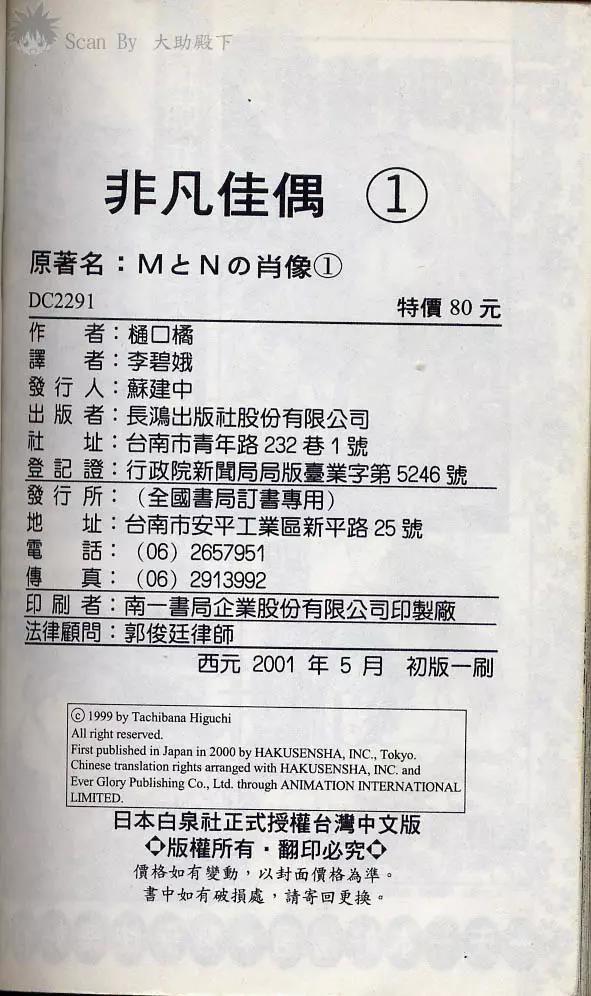 Scan By 大助殿下
非凡佳偶 ①
原著名：MとNの肖像①
DC2291 特價 80 元
作者：樋口橘
譯者：李碧娥
發行人：蘇建中
出版者：長鴻出版社股份有限公司
社址：台南市青年路 232 巷 1 號
登記證：行政院新聞局局版臺業字第 5246 號
發行所：（全國書局訂書專用）
地址：台南市安平工業區新平路 25 號
電話：（06）2657951
傳真：（06）2913992
印刷者：南一書局企業股份有限公司印製廠
法律顧問：郭俊廷律師
西元 2001 年 5 月 初版一刷
© 1999 by Tachibana Higuchi
All right reserved.
First published in Japan in 2000 by HAKUSENSHA, INC., Tokyo.
Chinese translation rights arranged with HAKUSENSHA, INC. and
Ever Glory Publishing Co., Ltd. through ANIMATION INTERNATIONAL
LIMITED.
日本白泉社正式授權台灣中文版
◇版權所有・翻印必究◇
價格如有變動，以封面價格為準。
書中如有破損處，請寄回更換。